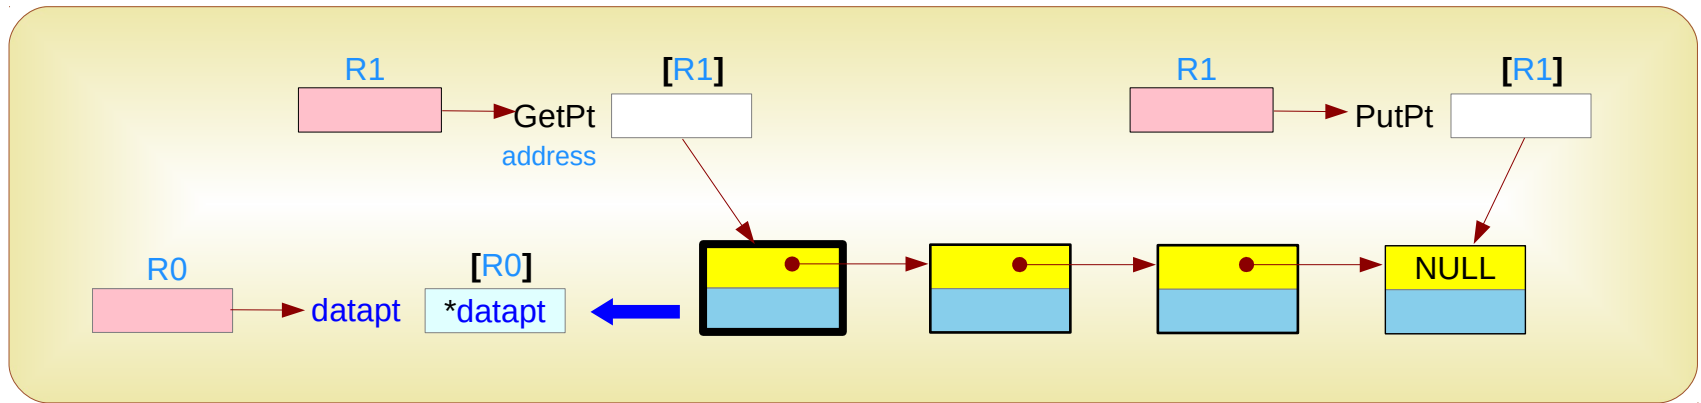 R1 [R1] R1 [R1]
GetPt PutPt
address
R0 [R0]
datapt *datapt NULL